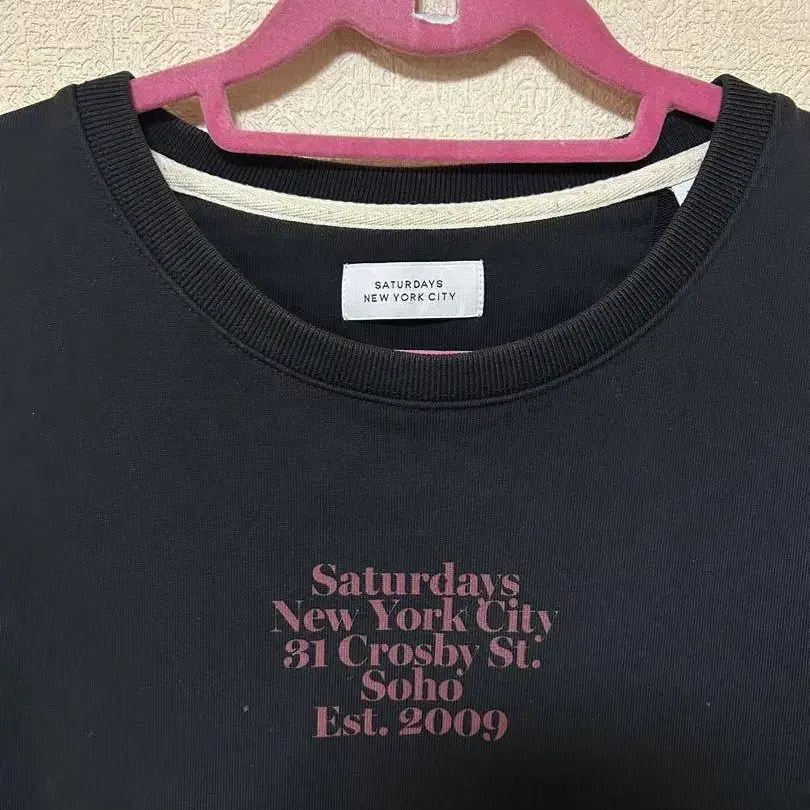 SATURDAYS
NEW YORK CITY
Saturdays
New York City
31 Crosby St.
Soho
Est. 2009